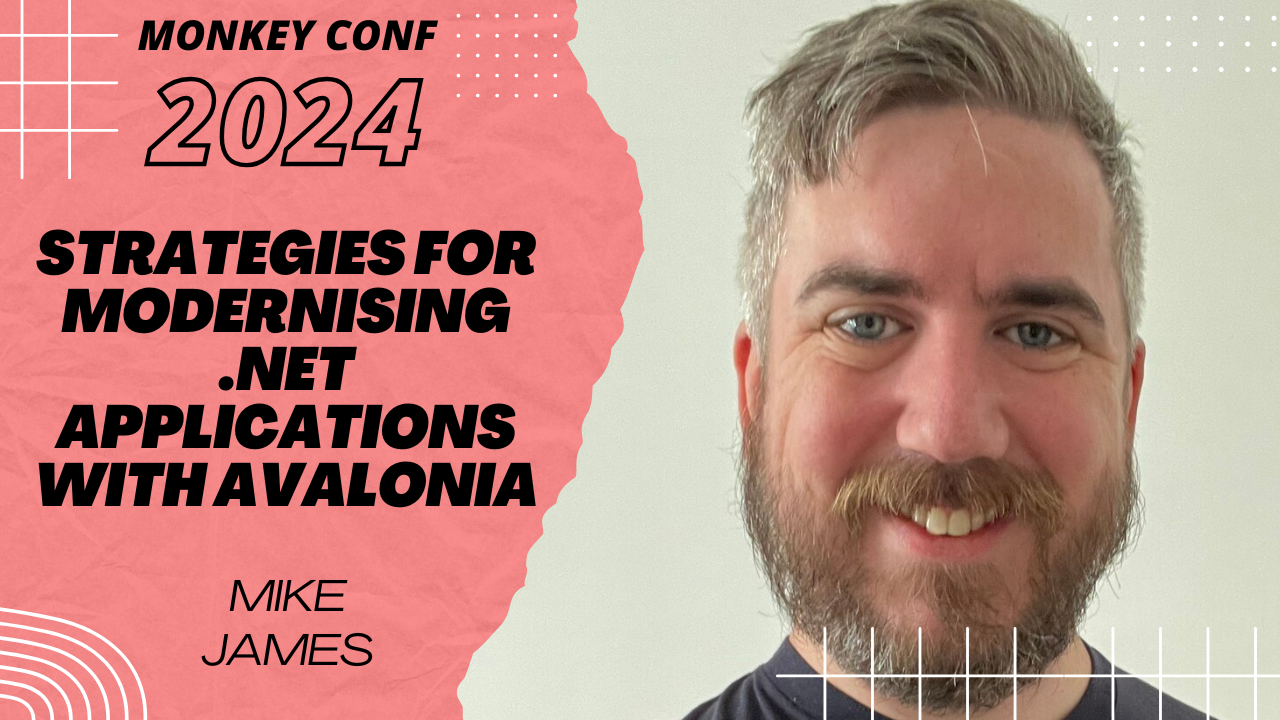 MONKEY CONF
2024
STRATEGIES FOR
MODERNISING
.NET
APPLICATIONS
WITH AVALONIA
MIKE
JAMES